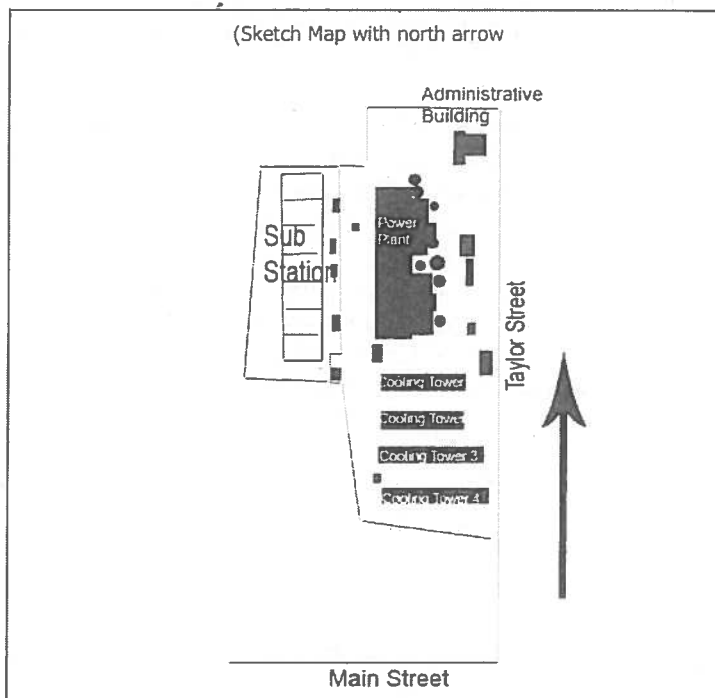 (Sketch Map with north arrow
Administrative
Building
Power
Plant
Sub
Station
Taylor Street
Cooling Tower
Cooling Tower
Cooling Tower 3
Cooling Tower 4
Main Street